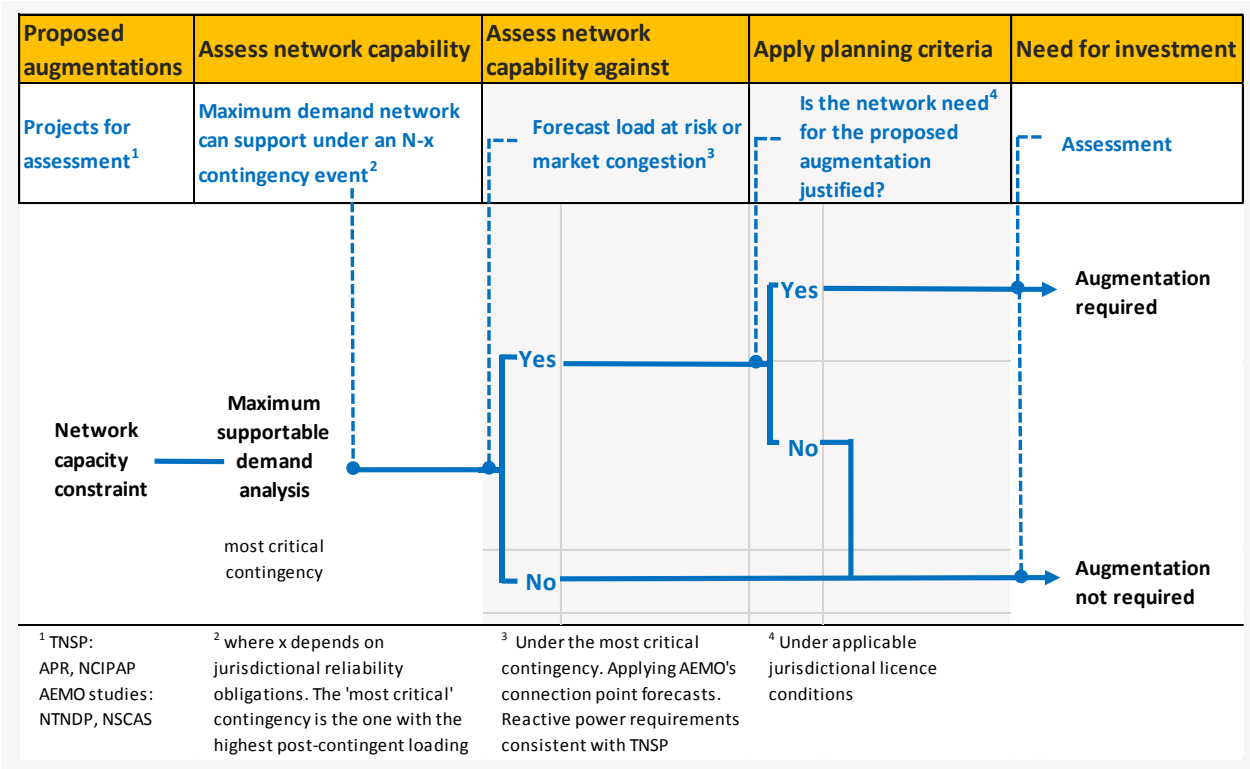 Proposed
augmentations
Assess network capability
Assess network
capability against
Apply planning criteria
Need for investment
Projects for
assessment1
Maximum demand network
can support under an N-x
contingency event2
Forecast load at risk or
market congestion3
Is the network need4
for the proposed
augmentation
justified?
Assessment
Network
capacity
constraint
Maximum
supportable
demand
analysis
most critical
contingency
Yes
No
Yes
No
Augmentation
required
Augmentation
not required
1 TNSP:
APR, NCIPAP
AEMO studies:
NTNDP, NSCAS
2 where x depends on
jurisdictional reliability
obligations. The 'most critical'
contingency is the one with the
highest post-contingent loading
3 Under the most critical
contingency. Applying AEMO's
connection point forecasts.
Reactive power requirements
consistent with TNSP
4 Under applicable
jurisdictional licence
conditions